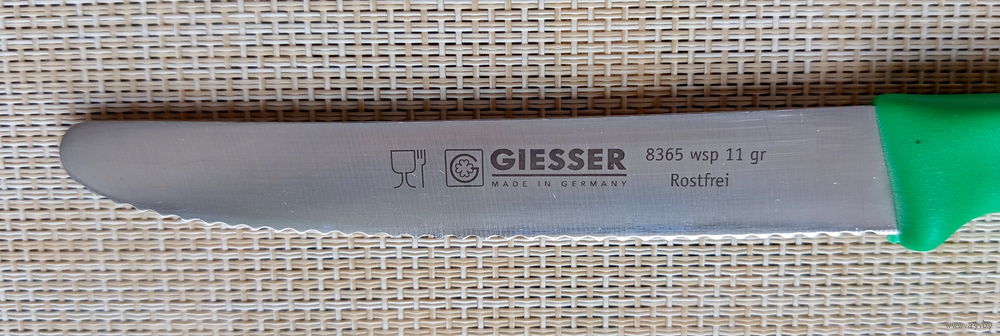 GIESSER
MADE IN GERMANY
8365 wsp 11 gr
Rostfrei